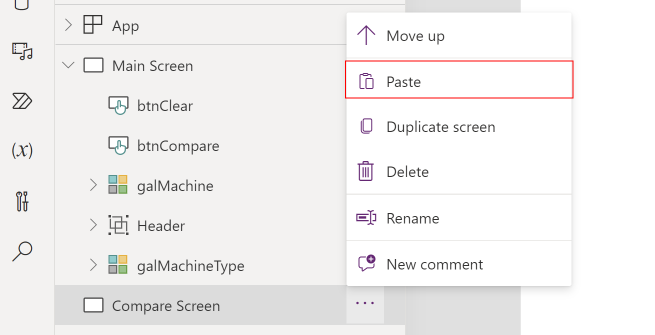 App
Move up
Main Screen
Paste
btnClear
Duplicate screen
btnCompare
Delete
(x)
galMachine
Rename
Header
New comment
galMachineType
Compare Screen